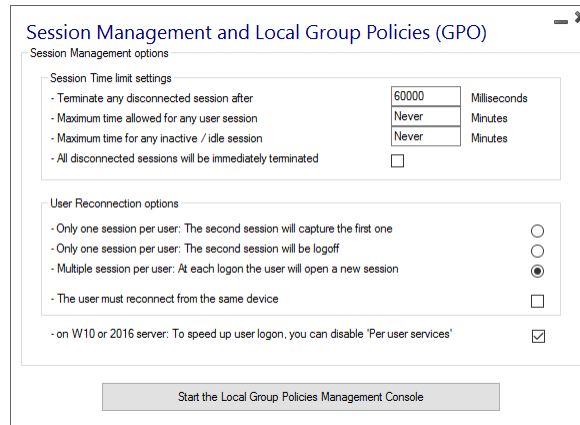 Session Management and Local Group Policies (GPO)
Session Management options
Session Time limit settings
- Terminate any disconnected session after 60000 Milliseconds
- Maximum time allowed for any user session Never Minutes
- Maximum time for any inactive / idle session Never Minutes
- All disconnected sessions will be immediately terminated
User Reconnection options
- Only one session per user: The second session will capture the first one
- Only one session per user: The second session will be logoff
- Multiple session per user: At each logon the user will open a new session
- The user must reconnect from the same device
- on W10 or 2016 server: To speed up user logon, you can disable 'Per user services'
Start the Local Group Policies Management Console